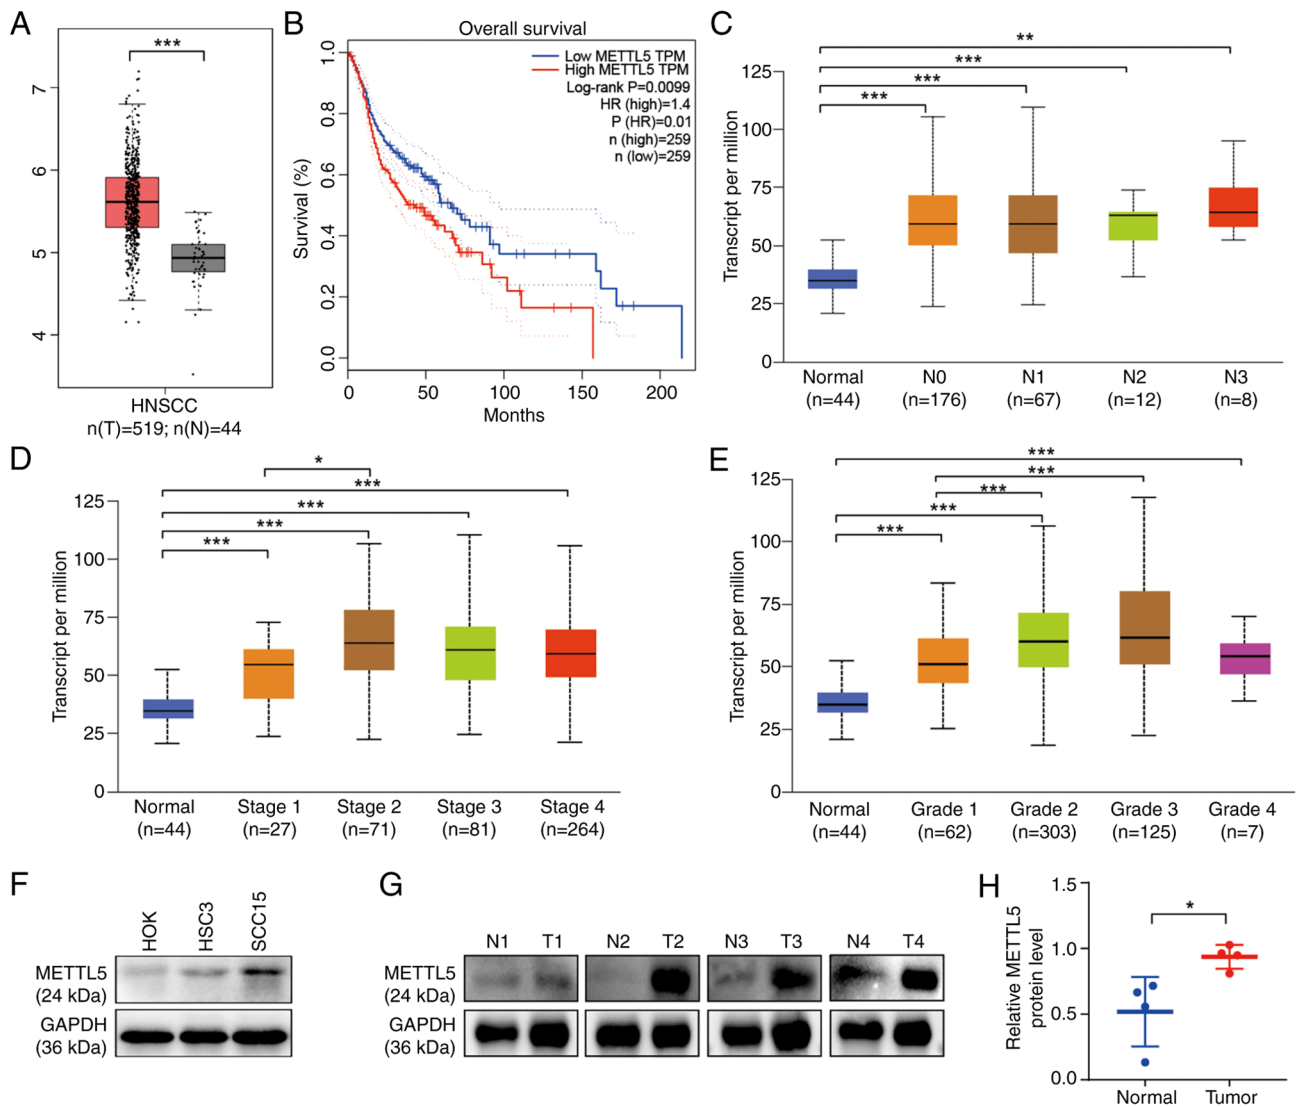 A
***
7
6
5
4
HNSCC
n(T)=519; n(N)=44
B
Overall survival
Low METTL5 TPM
High METTL5 TPM
Log-rank P=0.0099
HR (high)=1.4
P (HR)=0.01
n (high)=259
n (low)=259
Survival (%)
1.0
0.8
0.6
0.4
0.2
0.0
0 50 100 150 200
Months
C
**
***
***
***
Transcript per million
125
100
75
50
25
0
Normal N0 N1 N2 N3
(n=44) (n=176) (n=67) (n=12) (n=8)
D
*
***
***
***
***
Transcript per million
125
100
75
50
25
0
Normal Stage 1 Stage 2 Stage 3 Stage 4
(n=44) (n=27) (n=71) (n=81) (n=264)
E
***
***
***
***
***
Transcript per million
125
100
75
50
25
0
Normal Grade 1 Grade 2 Grade 3 Grade 4
(n=44) (n=62) (n=303) (n=125) (n=7)
F
HOK HSC3 SCC15
METTL5
(24 kDa)
GAPDH
(36 kDa)
G
N1 T1 N2 T2 N3 T3 N4 T4
METTL5
(24 kDa)
GAPDH
(36 kDa)
H
*
Relative METTL5
protein level
1.5
1.0
0.5
0.0
Normal Tumor